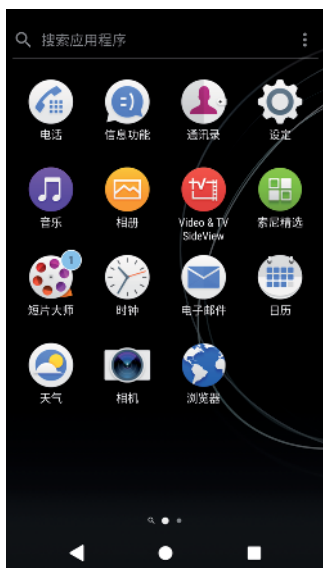 搜索应用程序
电话
信息功能
通讯录
设定
音乐
相册
Video & TV
SideView
索尼精选
1
短片大师
时钟
电子邮件
日历
天气
相机
浏览器